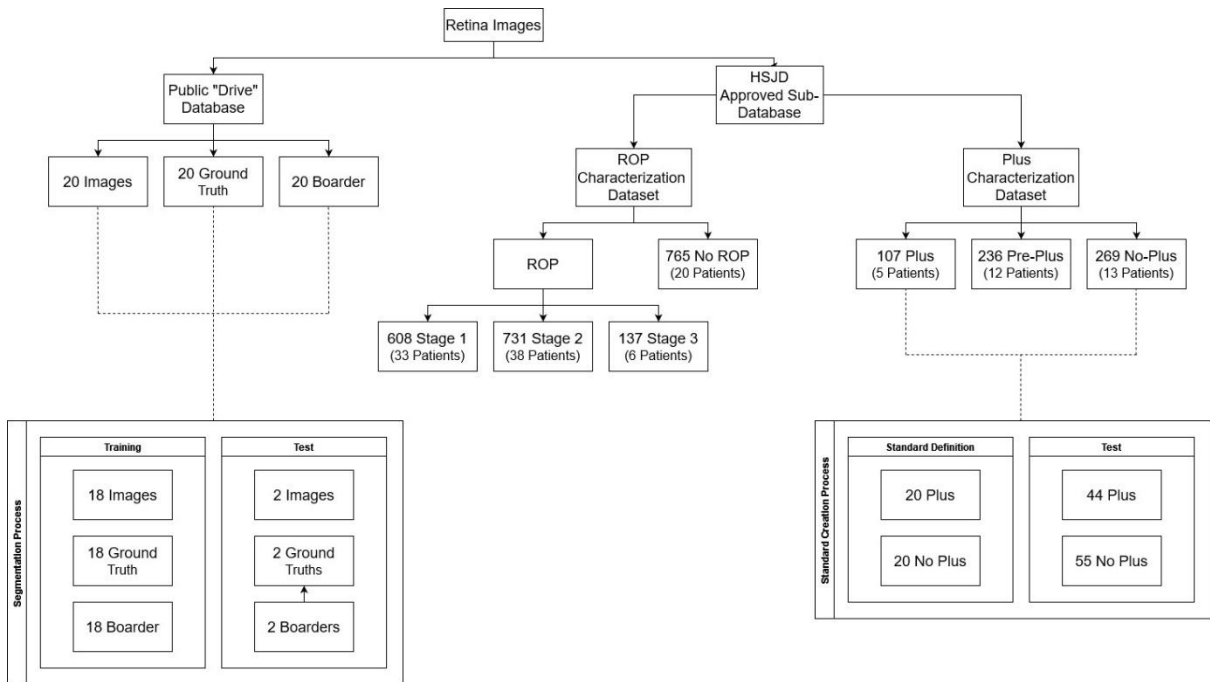 Retina Images
Public "Drive"
Database
HSJD
Approved Sub-
Database
20 Images
20 Ground
Truth
20 Boarder
ROP
Characterization
Dataset
Plus
Characterization
Dataset
ROP
765 No ROP
(20 Patients)
107 Plus
(5 Patients)
236 Pre-Plus
(12 Patients)
269 No-Plus
(13 Patients)
608 Stage 1
(33 Patients)
731 Stage 2
(38 Patients)
137 Stage 3
(6 Patients)
Segmentation Process
Training
18 Images
18 Ground
Truth
18 Boarder
Test
2 Images
2 Ground
Truths
2 Boarders
Standard Creation Process
Standard Definition
20 Plus
20 No Plus
Test
44 Plus
55 No Plus